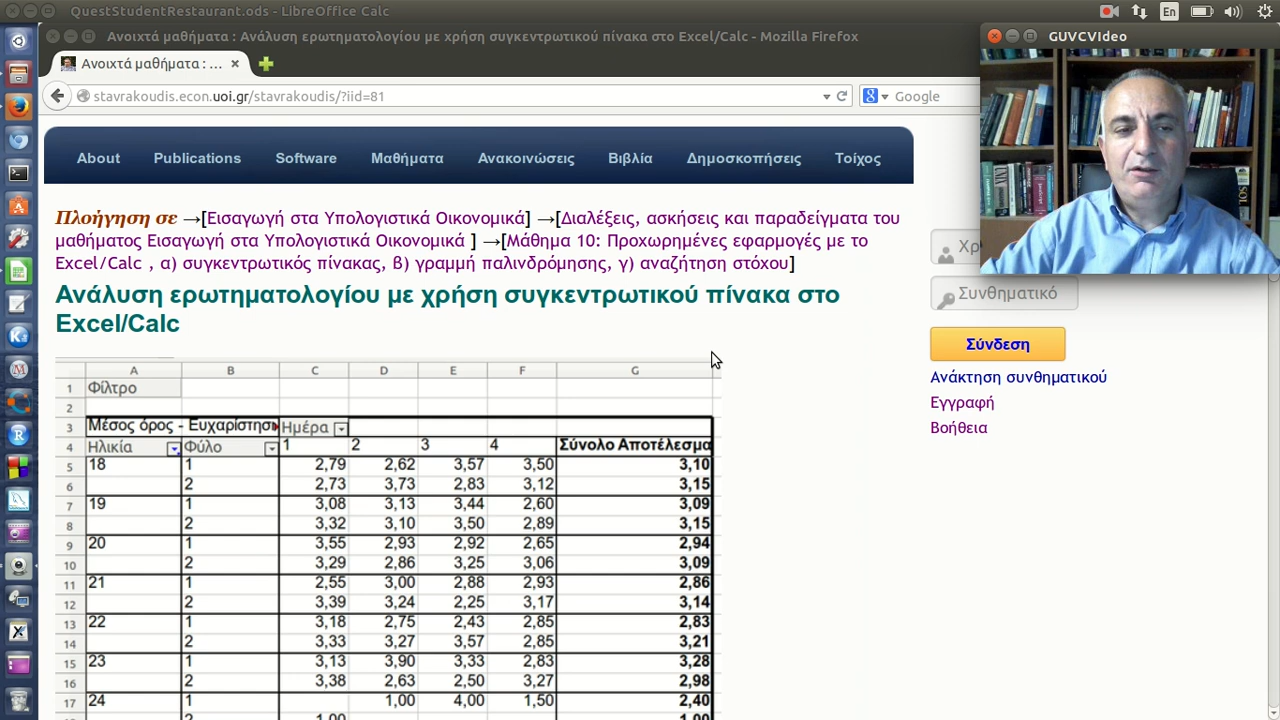 QuestStudentRestaurant.ods - LibreOffice Calc
En
Ανοιχτά μαθήματα : Ανάλυση ερωτηματολογίου με χρήση συγκεντρωτικού πίνακα στο Excel/Calc - Mozilla Firefox
GUVCVIdeo
Ανοιχτά μαθήματα : ...
stavrakoudis.econ.uoi.gr/stavrakoudis/?iid=81
Google
About Publications Software Μαθήματα Ανακοινώσεις Βιβλία Δημοσκοπήσεις Τοίχος
Πλοήγηση σε →[Εισαγωγή στα Υπολογιστικά Οικονομικά] →[Διαλέξεις, ασκήσεις και παραδείγματα του
μαθήματος Εισαγωγή στα Υπολογιστικά Οικονομικά ] →[Μάθημα 10: Προχωρημένες εφαρμογές με το
Excel/Calc , α) συγκεντρωτικός πίνακας, β) γραμμή παλινδρόμησης, γ) αναζήτηση στόχου]
Χρ
Συνθηματικό
Σύνδεση
Ανάκτηση συνθηματικού
Εγγραφή
Βοήθεια
Ανάλυση ερωτηματολογίου με χρήση συγκεντρωτικού πίνακα στο
Excel/Calc
A B C D E F G
1 Φίλτρο
2
3 Μέσος όρος - Ευχαρίστησι Ημέρα
4 Ηλικία Φύλο 1 2 3 4 Σύνολο Αποτέλεσμα
5 18 1 2,79 2,62 3,57 3,50 3,10
6 2 2,73 3,73 2,83 3,12 3,15
7 19 1 3,08 3,13 3,44 2,60 3,09
8 2 3,32 3,10 3,50 2,89 3,15
9 20 1 3,55 2,93 2,92 2,65 2,94
10 2 3,29 2,86 3,25 3,06 3,09
11 21 1 2,55 3,00 2,88 2,93 2,86
12 2 3,39 3,24 2,25 3,17 3,14
13 22 1 3,18 2,75 2,43 2,85 2,83
14 2 3,33 3,27 3,57 2,85 3,21
15 23 1 3,13 3,90 3,33 2,83 3,28
16 2 3,38 2,63 2,50 3,27 2,98
17 24 1 1,00 4,00 1,50 2,40
2 1,00 1,00